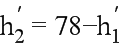 h₂′ = 78–h₁′